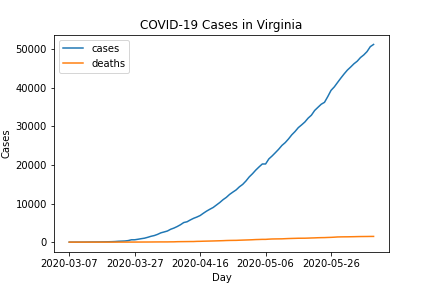 COVID-19 Cases in Virginia
cases
deaths
50000
40000
30000
20000
10000
0
Cases
2020-03-07 2020-03-27 2020-04-16 2020-05-06 2020-05-26
Day